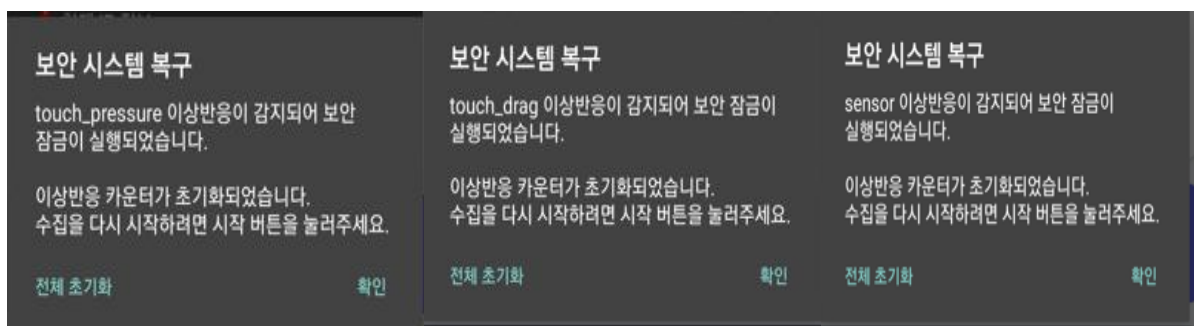 보안 시스템 복구
touch_pressure 이상반응이 감지되어 보안
잠금이 실행되었습니다.
이상반응 카운터가 초기화되었습니다.
수집을 다시 시작하려면 시작 버튼을 눌러주세요.
전체 초기화 확인
보안 시스템 복구
touch_drag 이상반응이 감지되어 보안 잠금이
실행되었습니다.
이상반응 카운터가 초기화되었습니다.
수집을 다시 시작하려면 시작 버튼을 눌러주세요.
전체 초기화 확인
보안 시스템 복구
sensor 이상반응이 감지되어 보안 잠금이
실행되었습니다.
이상반응 카운터가 초기화되었습니다.
수집을 다시 시작하려면 시작 버튼을 눌러주세요.
전체 초기화 확인